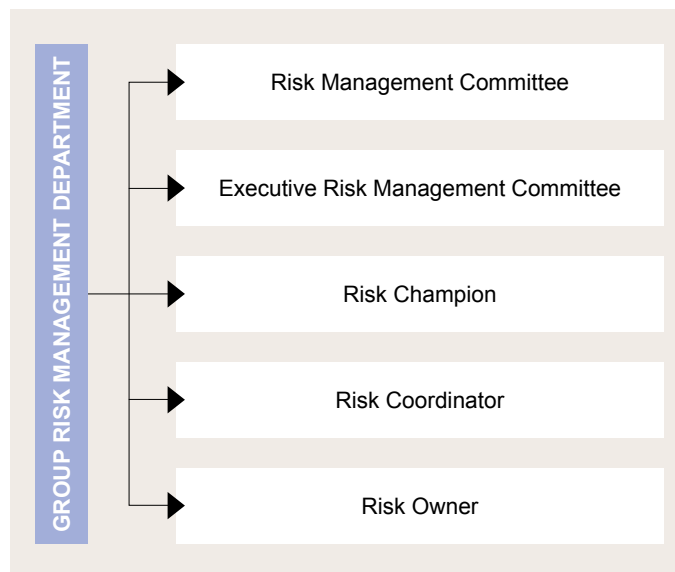 GROUP RISK MANAGEMENT DEPARTMENT
Risk Management Committee
Executive Risk Management Committee
Risk Champion
Risk Coordinator
Risk Owner